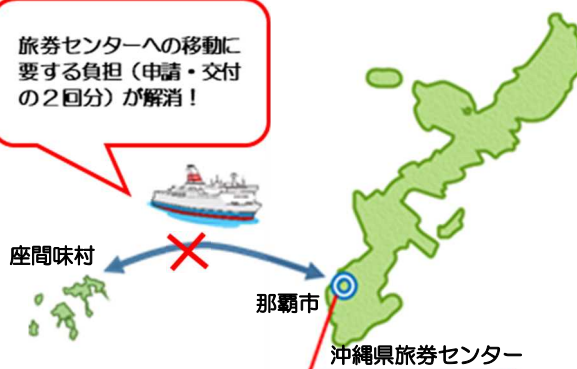 旅券センターへの移動に
要する負担（申請・交付
の２回分）が解消！
座間味村
那覇市
沖縄県旅券センター